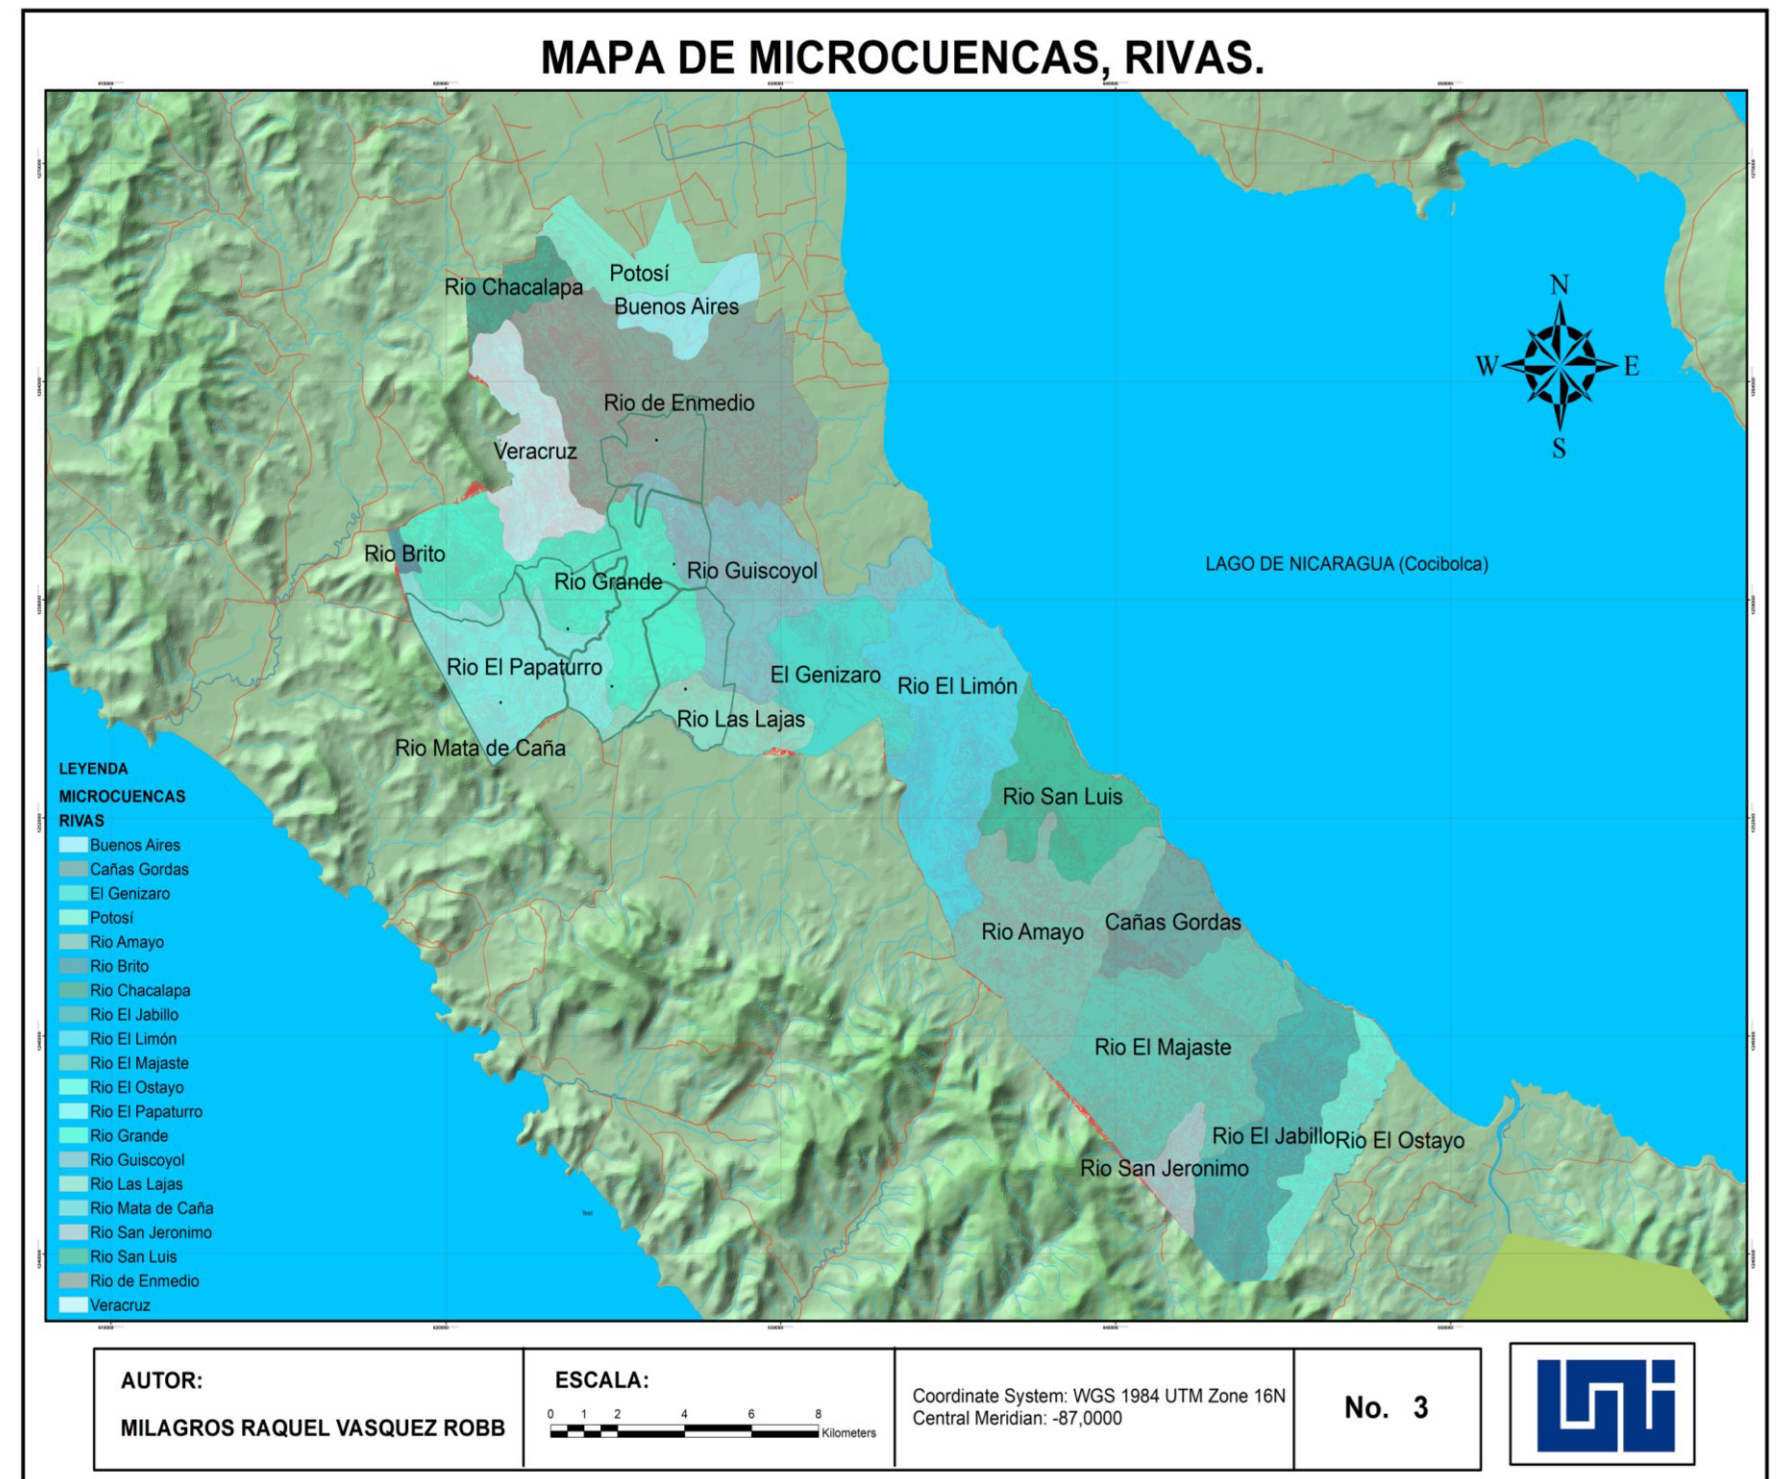 MAPA DE MICROCUENCAS, RIVAS.
Potosí
Rio Chacalapa
Buenos Aires
N
W
E
S
Rio de Enmedio
Veracruz
Rio Brito
LAGO DE NICARAGUA (Cocibolca)
Rio Guiscoyol
Rio Grande
Rio El Papaturro
El Genizaro
Rio El Limón
Rio Las Lajas
Rio Mata de Caña
Rio San Luis
Cañas Gordas
Rio Amayo
Rio El Majaste
Rio El Jabillo
Rio El Ostayo
Rio San Jeronimo
Text
LEYENDA
MICROCUENCAS
RIVAS
Buenos Aires
Cañas Gordas
El Genizaro
Potosí
Rio Amayo
Rio Brito
Rio Chacalapa
Rio El Jabillo
Rio El Limón
Rio El Majaste
Rio El Ostayo
Rio El Papaturro
Rio Grande
Rio Guiscoyol
Rio Las Lajas
Rio Mata de Caña
Rio San Jeronimo
Rio San Luis
Rio de Enmedio
Veracruz
AUTOR:
MILAGROS RAQUEL VASQUEZ ROBB
ESCALA:
0 1 2 4 6 8
Kilometers
Coordinate System: WGS 1984 UTM Zone 16N
Central Meridian: -87,0000
No. 3